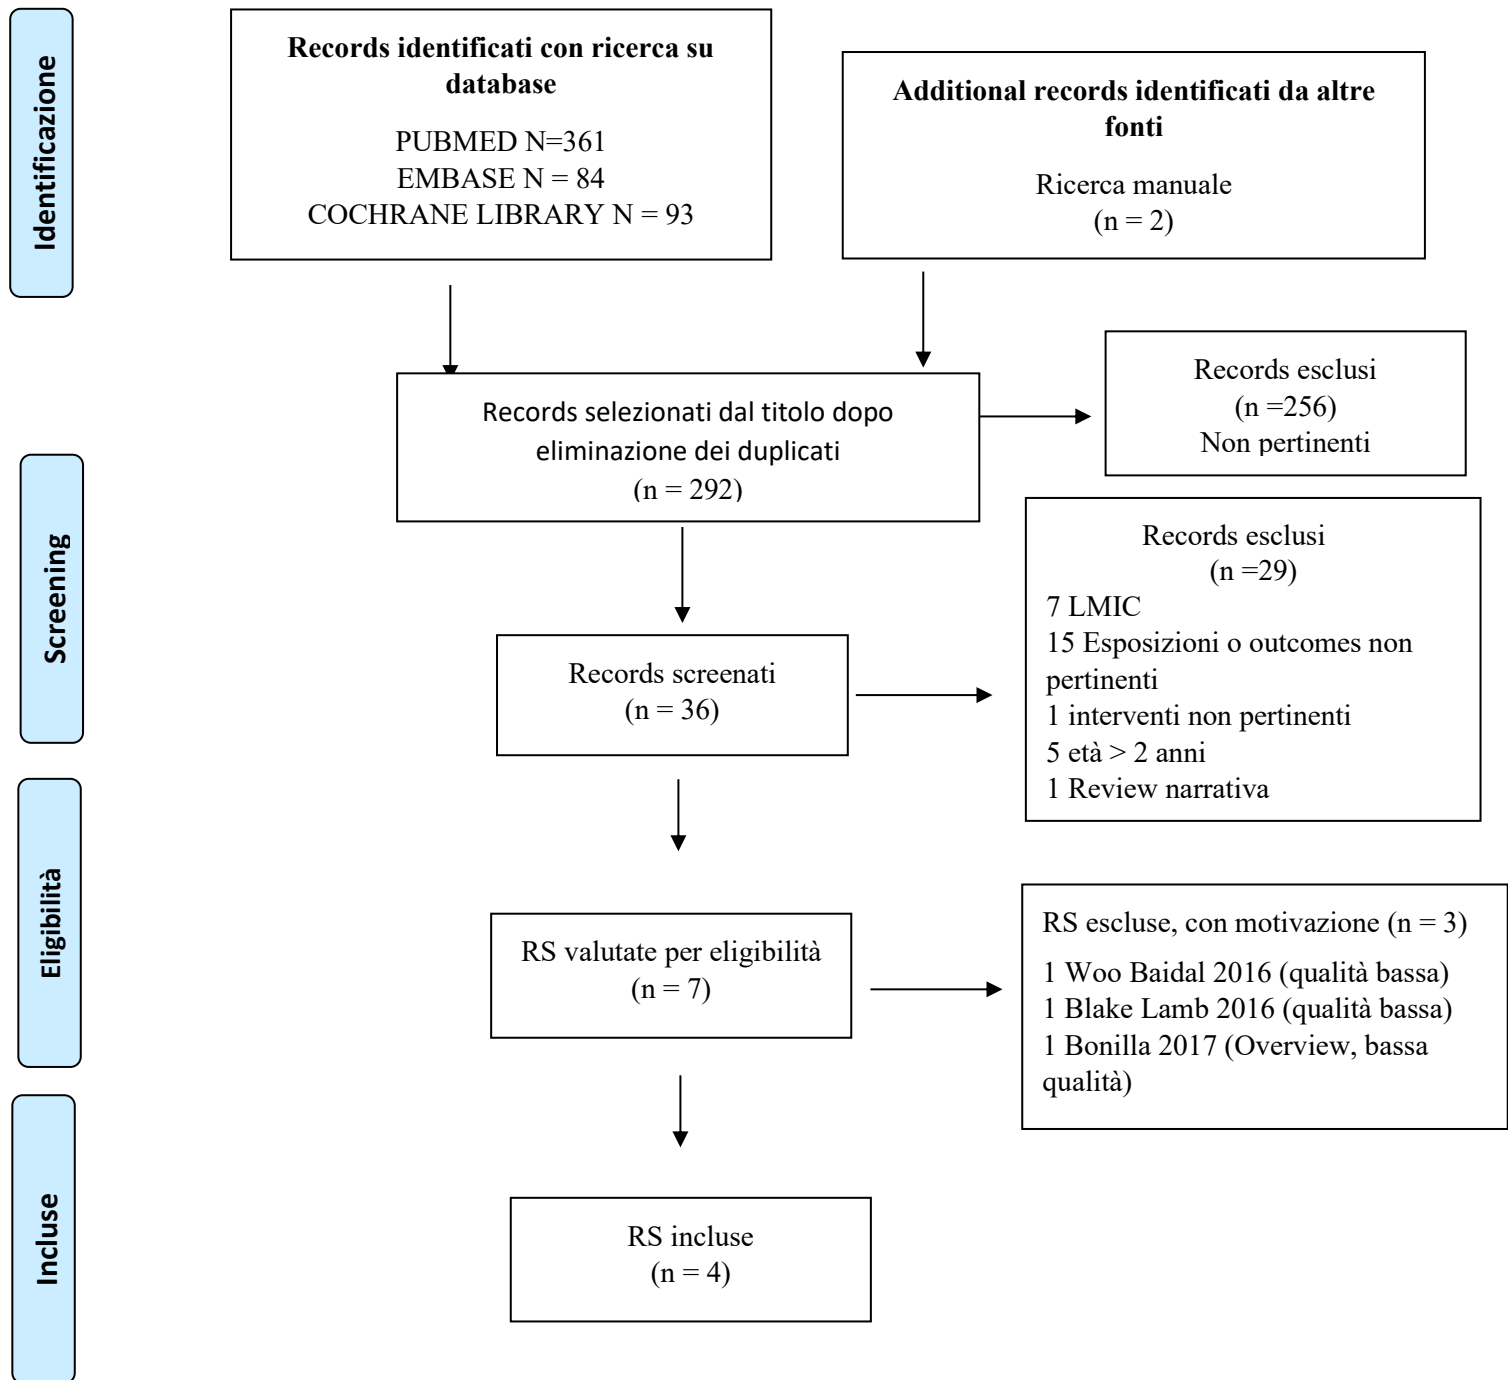 Identificazione
Records identificati con ricerca su
database
PUBMED N=361
EMBASE N = 84
COCHRANE LIBRARY N = 93
Additional records identificati da altre
fonti
Ricerca manuale
(n = 2)
Records selezionati dal titolo dopo
eliminazione dei duplicati
(n = 292)
Records esclusi
(n =256)
Non pertinenti
Screening
Records screenati
(n = 36)
Records esclusi
(n =29)
7 LMIC
15 Esposizioni o outcomes non
pertinenti
1 interventi non pertinenti
5 età > 2 anni
1 Review narrativa
Eligibilità
RS valutate per eligibilità
(n = 7)
RS escluse, con motivazione (n = 3)
1 Woo Baidal 2016 (qualità bassa)
1 Blake Lamb 2016 (qualità bassa)
1 Bonilla 2017 (Overview, bassa
qualità)
Incluse
RS incluse
(n = 4)